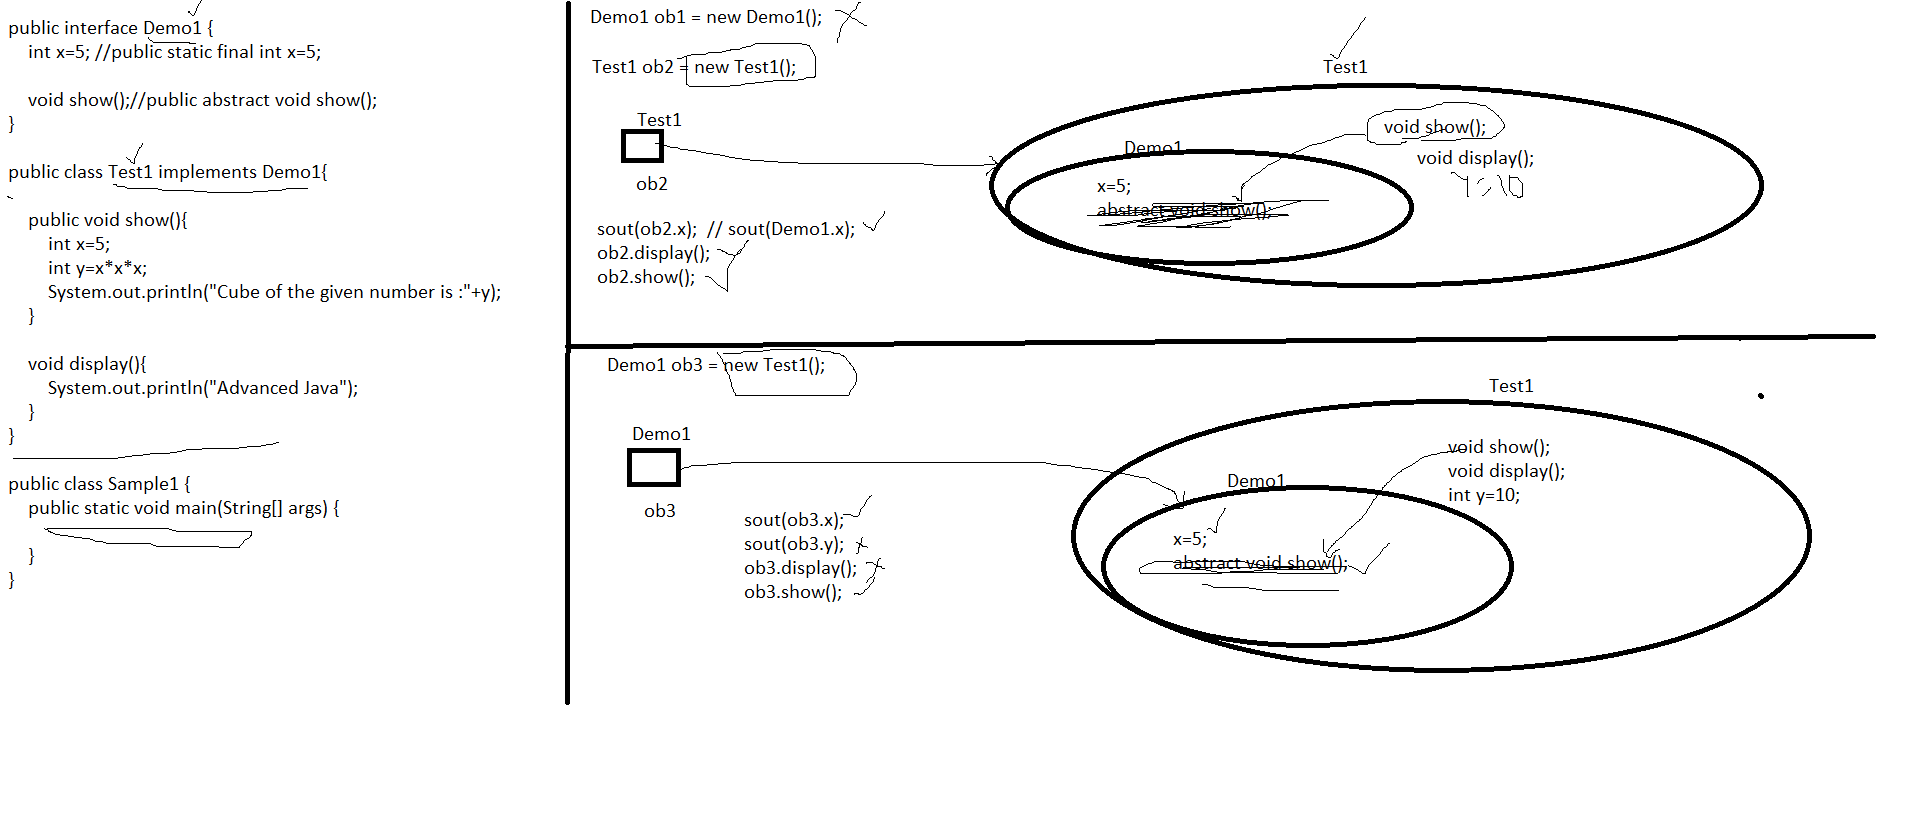 public interface Demo1 {
int x=5; //public static final int x=5;
void show();//public abstract void show();
}
public class Test1 implements Demo1{
public void show(){
int x=5;
int y=x*x*x;
System.out.println("Cube of the given number is :"+y);
}
void display(){
System.out.println("Advanced Java");
}
}
public class Sample1 {
public static void main(String[] args) {
}
}
Demo1 ob1 = new Demo1();
Test1 ob2 = new Test1();
Test1
ob2
sout(ob2.x);  // sout(Demo1.x);
ob2.display();
ob2.show();
Test1
void show();
void display();
y=10
Demo1
x=5;
abstract void show();
Demo1 ob3 = new Test1();
Demo1
ob3
sout(ob3.x);
sout(ob3.y);
ob3.display();
ob3.show();
Test1
void show();
void display();
int y=10;
Demo1
x=5;
abstract void show();